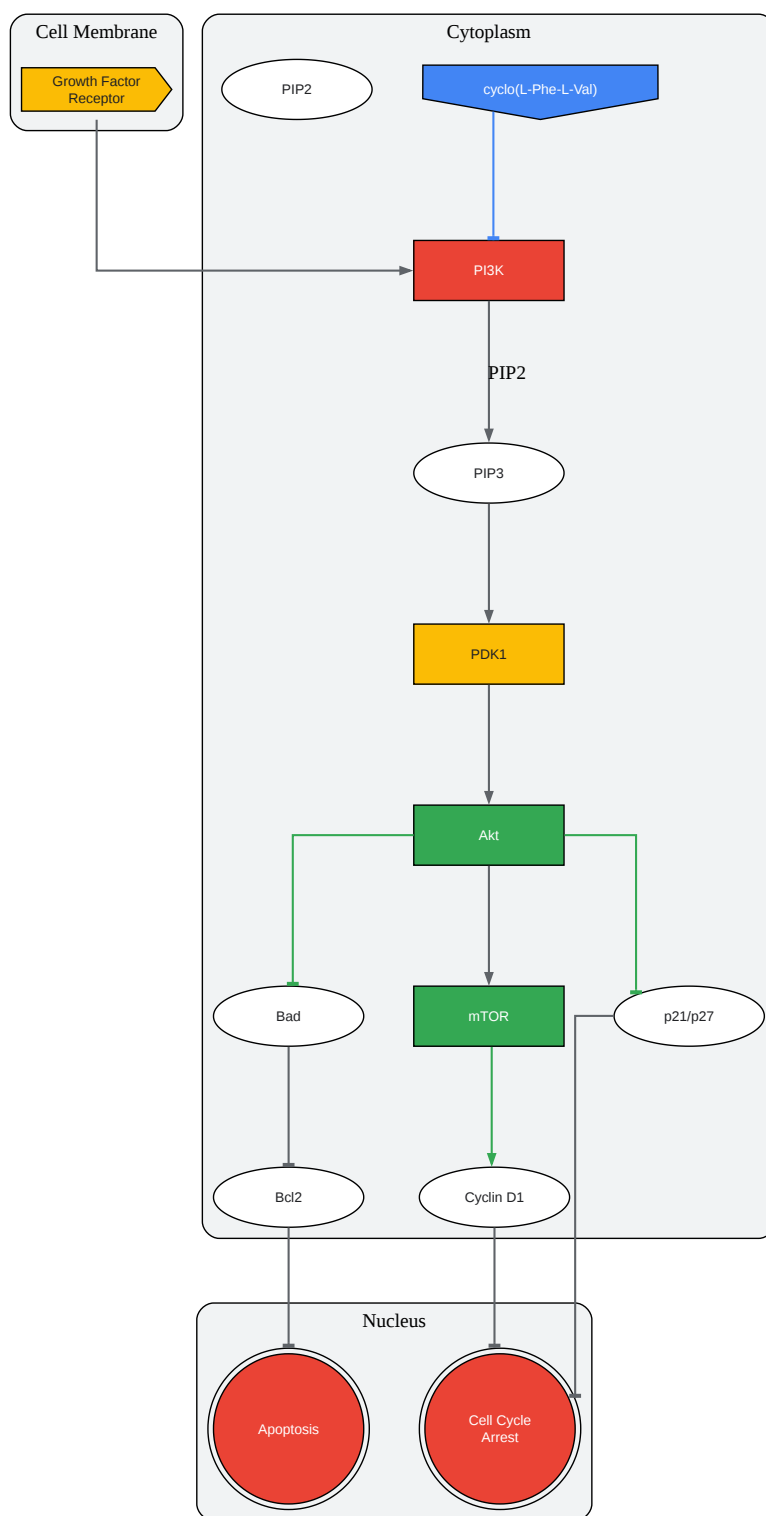 Cell Membrane
Cytoplasm
Growth Factor
Receptor
PIP2
cyclo(L-Phe-L-Val)
PI3K
PIP2
PIP3
PDK1
Akt
Bad
mTOR
p21/p27
Bcl2
Cyclin D1
Nucleus
Apoptosis
Cell Cycle
Arrest